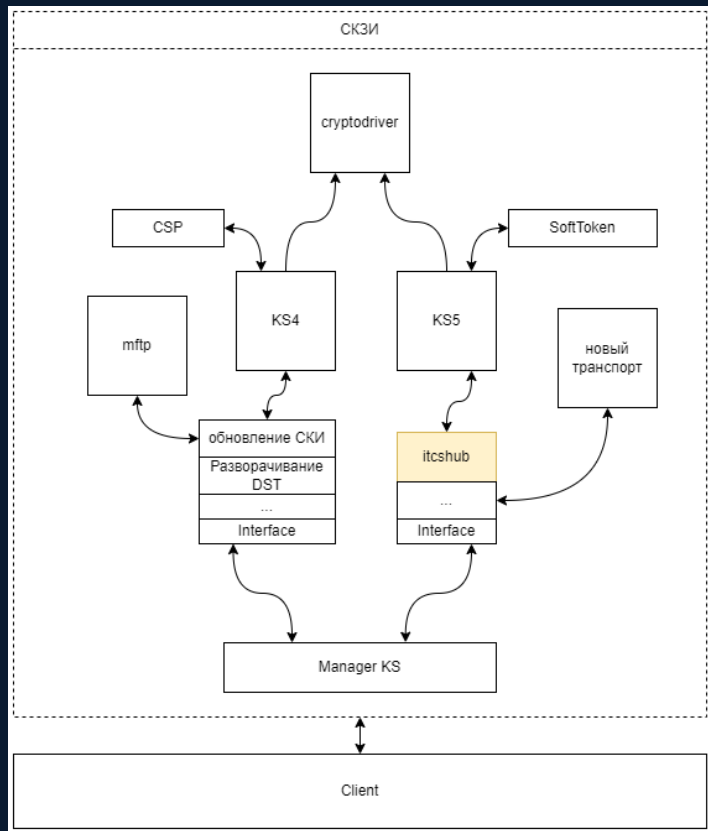 СКЗИ
cryptodriver
CSP
SoftToken
KS4
KS5
mftp
новый
транспорт
обновление СКИ
Разворачивание
DST
...
Interface
itcshub
...
Interface
Manager KS
Client